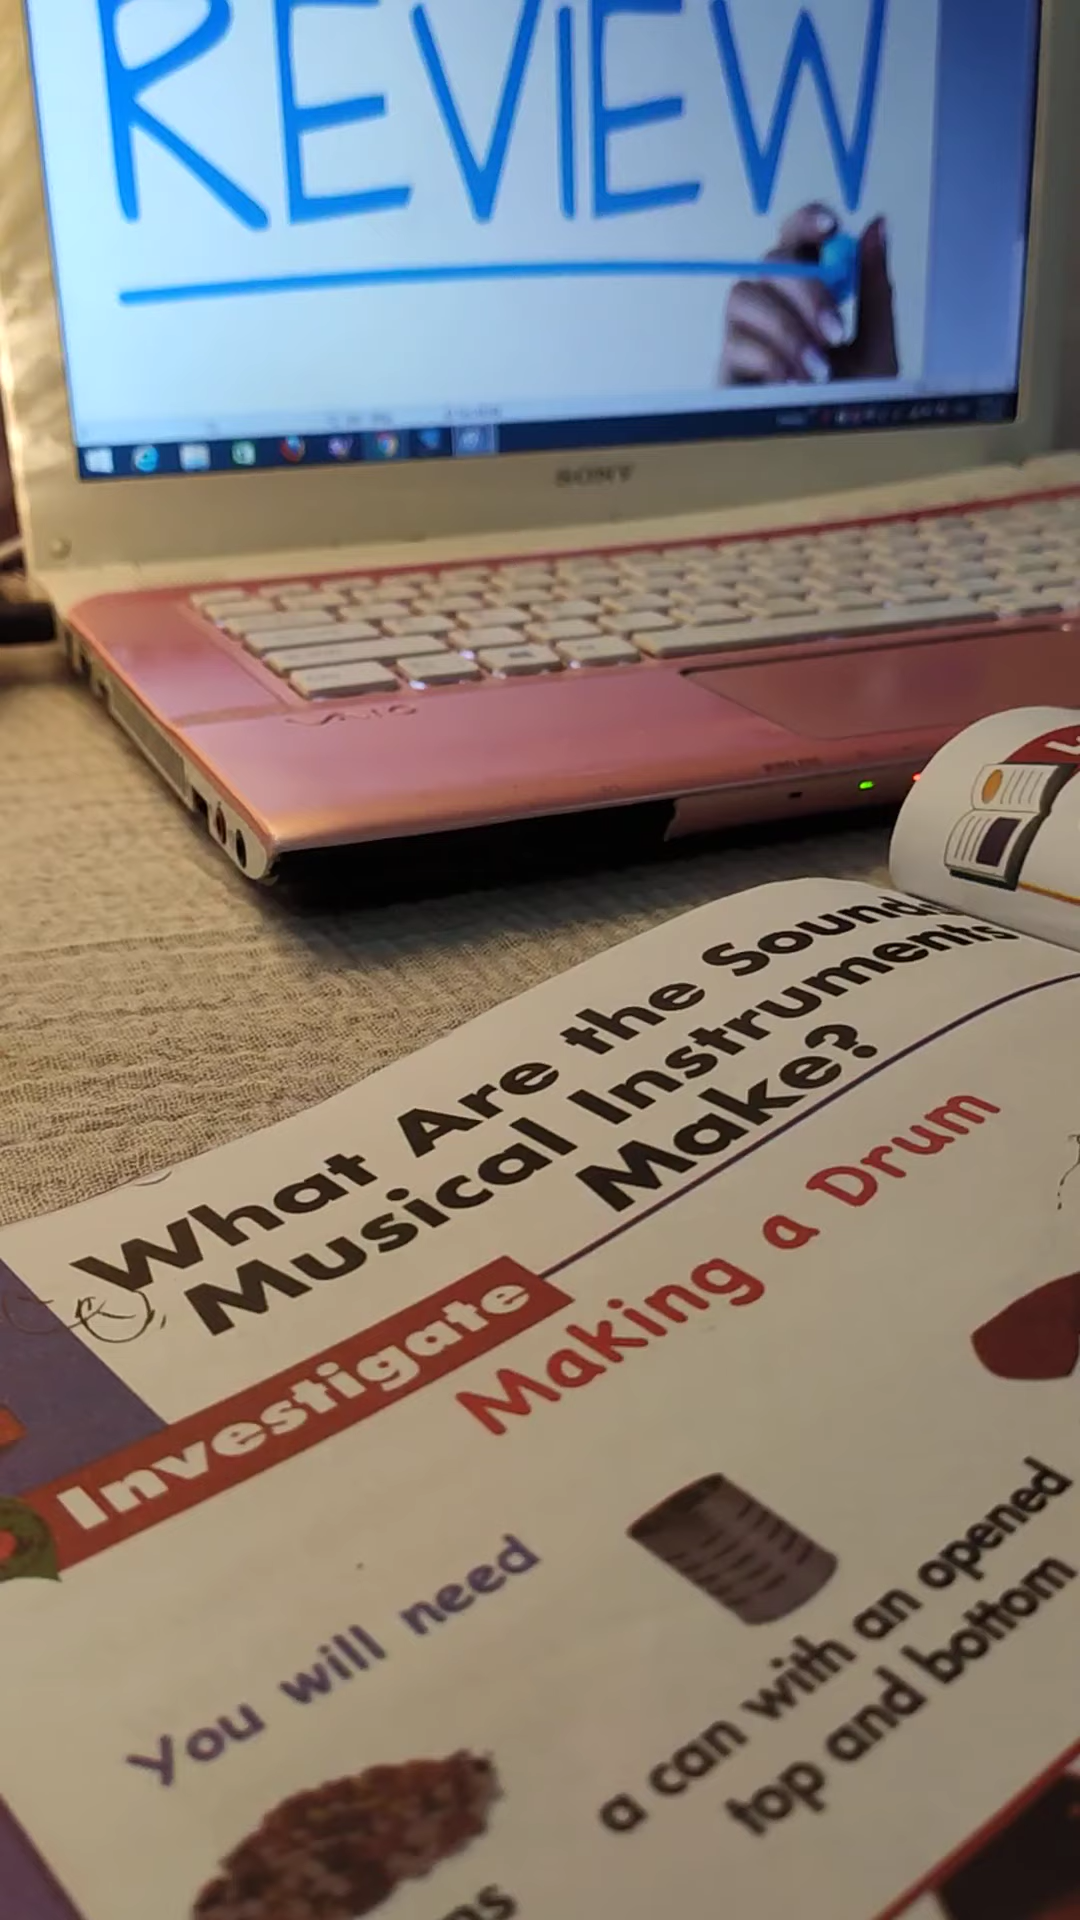 REVIEW
SONY
VAIO
What Are the Sounds
Musical Instruments
Make?
Investigate
Making a Drum
You will need
a can with an opened
top and bottom